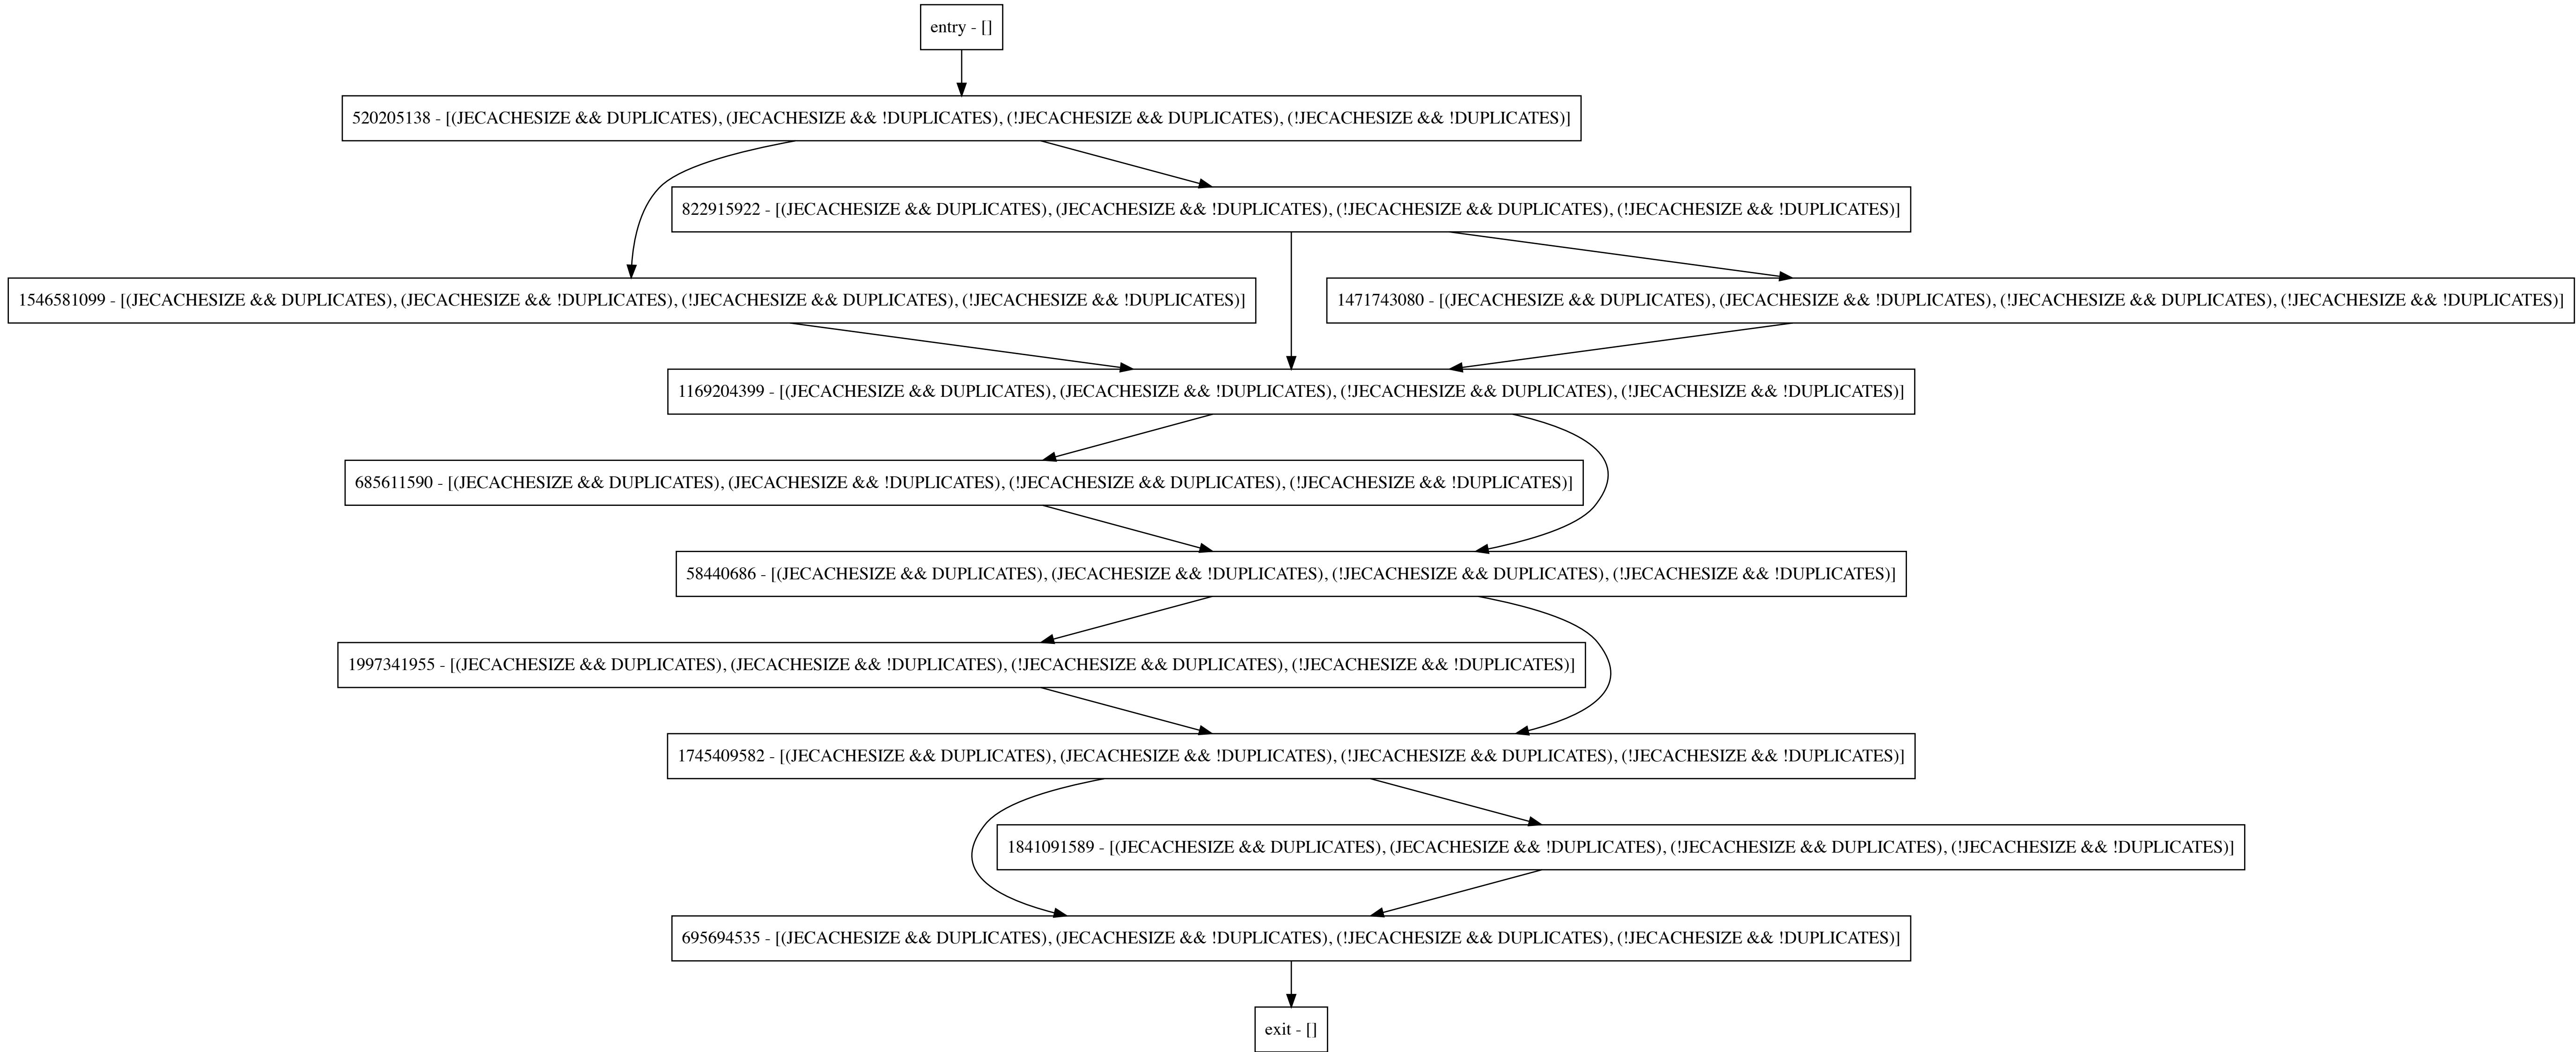 entry - []
520205138 - [(JECACHESIZE && DUPLICATES), (JECACHESIZE && !DUPLICATES), (!JECACHESIZE && DUPLICATES), (!JECACHESIZE && !DUPLICATES)]
822915922 - [(JECACHESIZE && DUPLICATES), (JECACHESIZE && !DUPLICATES), (!JECACHESIZE && DUPLICATES), (!JECACHESIZE && !DUPLICATES)]
1546581099 - [(JECACHESIZE && DUPLICATES), (JECACHESIZE && !DUPLICATES), (!JECACHESIZE && DUPLICATES), (!JECACHESIZE && !DUPLICATES)]
1471743080 - [(JECACHESIZE && DUPLICATES), (JECACHESIZE && !DUPLICATES), (!JECACHESIZE && DUPLICATES), (!JECACHESIZE && !DUPLICATES)]
1169204399 - [(JECACHESIZE && DUPLICATES), (JECACHESIZE && !DUPLICATES), (!JECACHESIZE && DUPLICATES), (!JECACHESIZE && !DUPLICATES)]
685611590 - [(JECACHESIZE && DUPLICATES), (JECACHESIZE && !DUPLICATES), (!JECACHESIZE && DUPLICATES), (!JECACHESIZE && !DUPLICATES)]
58440686 - [(JECACHESIZE && DUPLICATES), (JECACHESIZE && !DUPLICATES), (!JECACHESIZE && DUPLICATES), (!JECACHESIZE && !DUPLICATES)]
1997341955 - [(JECACHESIZE && DUPLICATES), (JECACHESIZE && !DUPLICATES), (!JECACHESIZE && DUPLICATES), (!JECACHESIZE && !DUPLICATES)]
1745409582 - [(JECACHESIZE && DUPLICATES), (JECACHESIZE && !DUPLICATES), (!JECACHESIZE && DUPLICATES), (!JECACHESIZE && !DUPLICATES)]
1841091589 - [(JECACHESIZE && DUPLICATES), (JECACHESIZE && !DUPLICATES), (!JECACHESIZE && DUPLICATES), (!JECACHESIZE && !DUPLICATES)]
695694535 - [(JECACHESIZE && DUPLICATES), (JECACHESIZE && !DUPLICATES), (!JECACHESIZE && DUPLICATES), (!JECACHESIZE && !DUPLICATES)]
exit - []